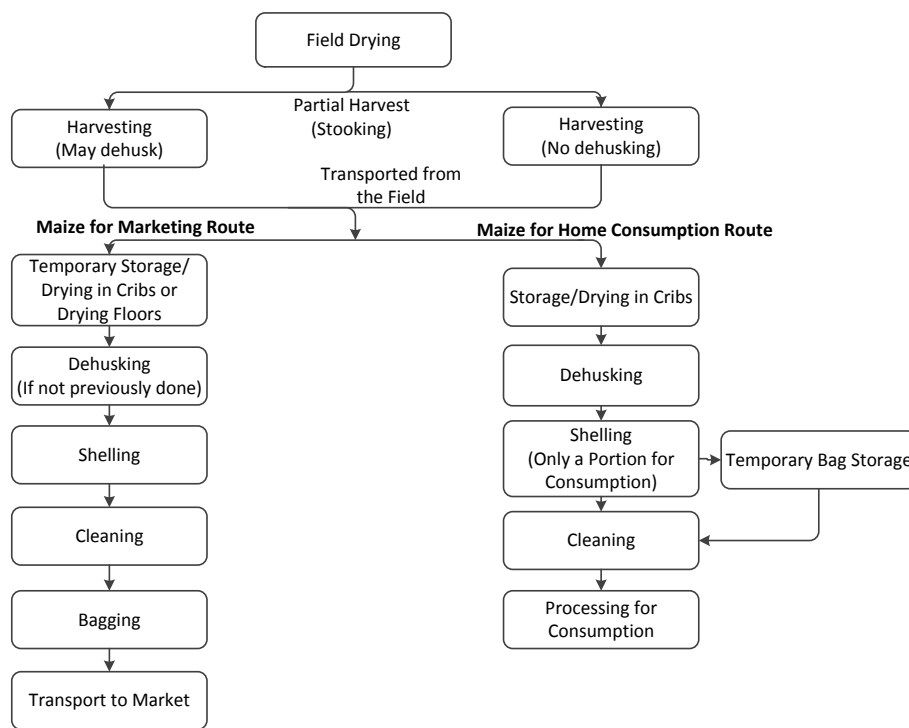 Field Drying
Partial Harvest
(Stooking)
Harvesting
(May dehusk)
Harvesting
(No dehusking)
Transported from
the Field
Maize for Marketing Route
Maize for Home Consumption Route
Temporary Storage/
Drying in Cribs or
Drying Floors
Dehusking
(If not previously done)
Shelling
Cleaning
Bagging
Transport to Market
Storage/Drying in Cribs
Dehusking
Shelling
(Only a Portion for
Consumption)
Temporary Bag Storage
Cleaning
Processing for
Consumption